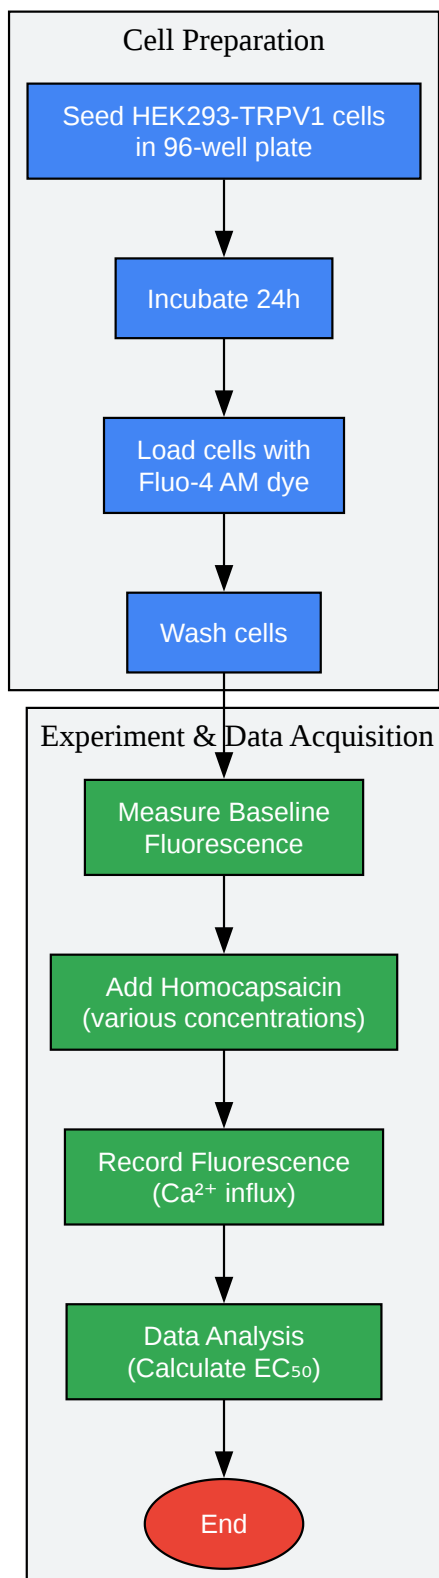 Cell Preparation
Seed HEK293-TRPV1 cells
in 96-well plate
Incubate 24h
Load cells with
Fluo-4 AM dye
Wash cells
Experiment & Data Acquisition
Measure Baseline
Fluorescence
Add Homocapsaicin
(various concentrations)
Record Fluorescence
(Ca²⁺ influx)
Data Analysis
(Calculate EC₅₀)
End